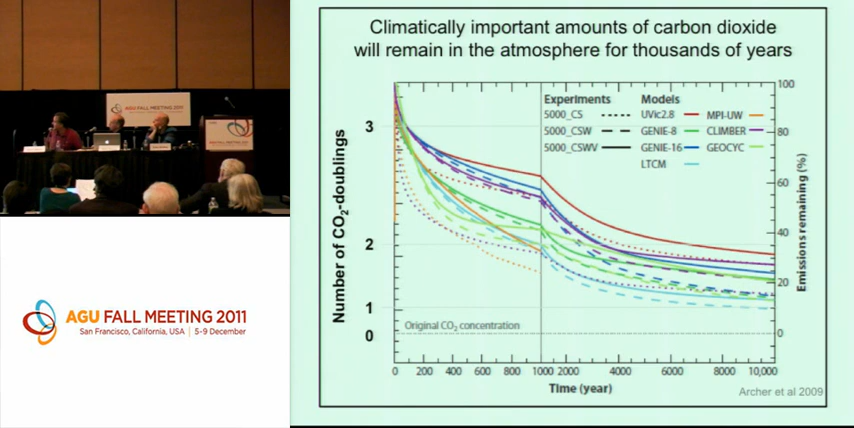 AGU FALL MEETING 2011
AGU FALL MEETING 2011
San Francisco, California, USA | 5-9 December
Climatically important amounts of carbon dioxide
will remain in the atmosphere for thousands of years
Experiments
Models
5000_CS
UVic2.8
MPI-UW
5000_CSW
GENIE-8
CLIMBER
5000_CSWV
GENIE-16
GEOCYC
LTCM
Number of CO2-doublings
3
2
1
0
100
80
60
40
20
0
Emissions remaining (%)
Original CO2 concentration
0 200 400 600 800 1000 2000 4000 6000 8000 10,000
Time (year)
Archer et al 2009